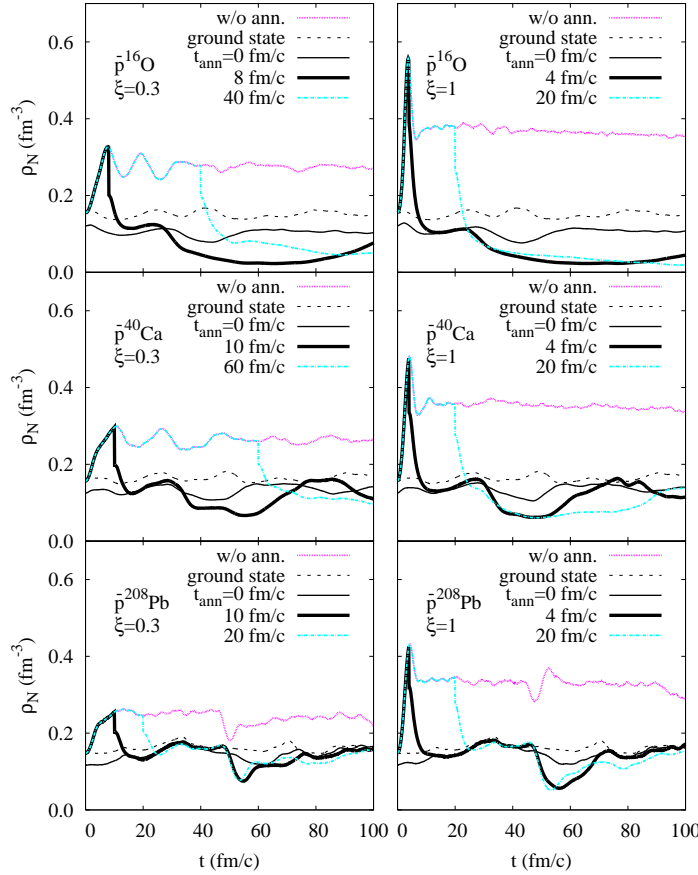 w/o ann.
ground state
t_ann=0 fm/c
8 fm/c
40 fm/c
p̄-¹⁶O
ξ=0.3
ρ_N (fm⁻³)
0.6
0.4
0.2
0.0
w/o ann.
ground state
t_ann=0 fm/c
4 fm/c
20 fm/c
p̄-¹⁶O
ξ=1
w/o ann.
ground state
t_ann=0 fm/c
10 fm/c
60 fm/c
p̄-⁴⁰Ca
ξ=0.3
ρ_N (fm⁻³)
0.6
0.4
0.2
0.0
w/o ann.
ground state
t_ann=0 fm/c
4 fm/c
20 fm/c
p̄-⁴⁰Ca
ξ=1
w/o ann.
ground state
t_ann=0 fm/c
10 fm/c
20 fm/c
p̄-²⁰⁸Pb
ξ=0.3
ρ_N (fm⁻³)
0.6
0.4
0.2
0.0
0 20 40 60 80 100
t (fm/c)
w/o ann.
ground state
t_ann=0 fm/c
4 fm/c
20 fm/c
p̄-²⁰⁸Pb
ξ=1
0 20 40 60 80 100
t (fm/c)